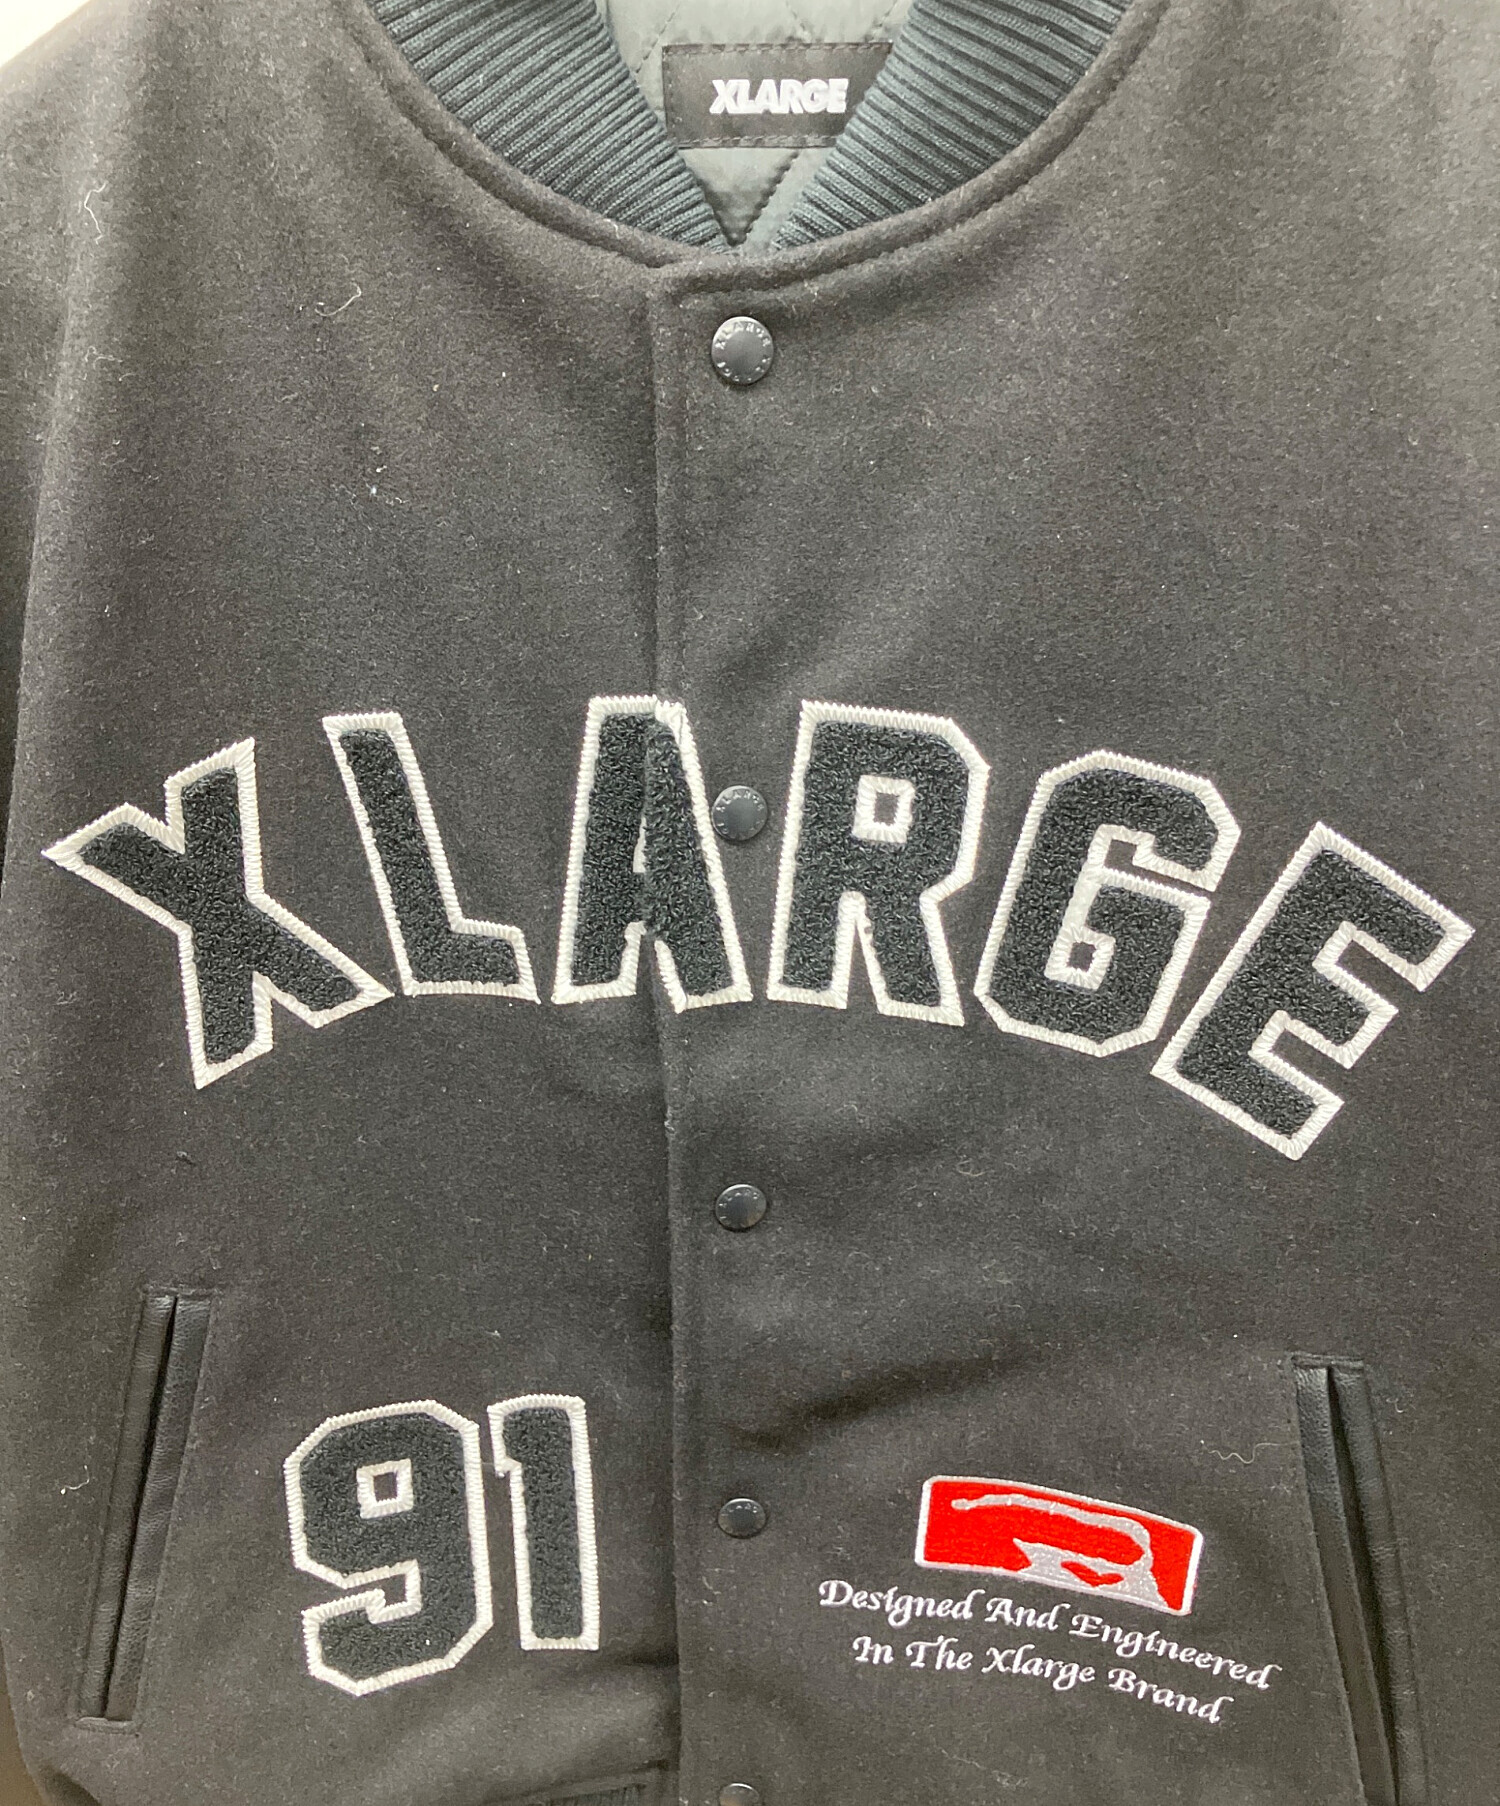 XLARGE
XLARGE
91
Designed And Engineered
In The Xlarge Brand